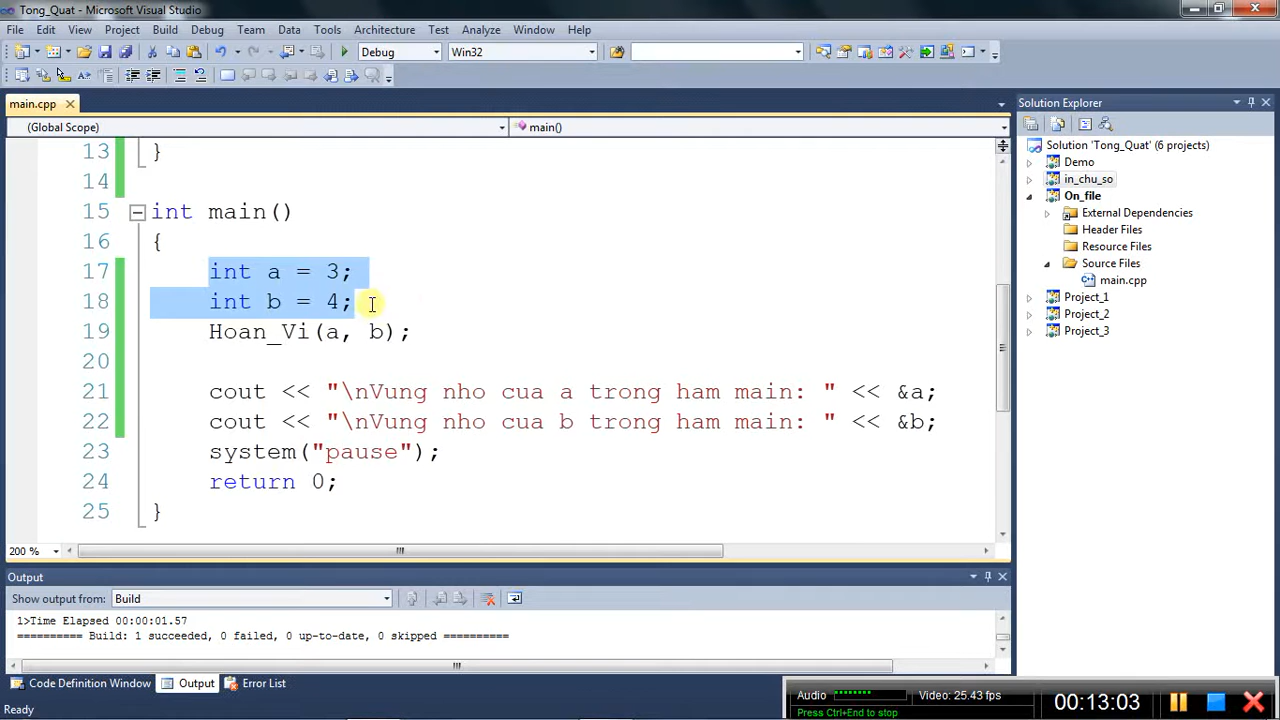 Tong_Quat - Microsoft Visual Studio
File Edit View Project Build Debug Team Data Tools Architecture Test Analyze Window Help
Debug Win32
main.cpp
(Global Scope) main()
13 }
14
15 int main()
16 {
17 int a = 3;
18 int b = 4;
19 Hoan_Vi(a, b);
20
21 cout << "\nVung nho cua a trong ham main: " << &a;
22 cout << "\nVung nho cua b trong ham main: " << &b;
23 system("pause");
24 return 0;
25 }
200 %
Output
Show output from: Build
1>Time Elapsed 00:00:01.57
========== Build: 1 succeeded, 0 failed, 0 up-to-date, 0 skipped ==========
Code Definition Window Output Error List
Ready
Solution Explorer
Solution 'Tong_Quat' (6 projects)
Demo
in_chu_so
On_file
External Dependencies
Header Files
Resource Files
Source Files
main.cpp
Project_1
Project_2
Project_3
Audio Video: 25.43 fps
Press Ctrl+End to stop
00:13:03